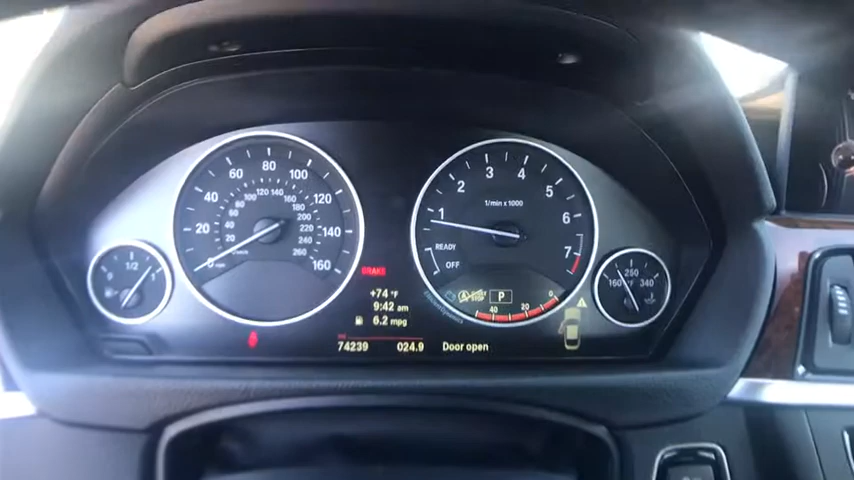 60 80 100
40 120
20 140
0 160
20 40 60 80 100 120 140 160 180 200 220 240 260
1/2
1 2 3 4 5 6 7
1/min x 1000
READY
OFF
BRAKE
+74 °F
9:42 am
6.2 mpg
P
40 20 0
EfficientDynamics
160 250 340
°F
74239 024.9 Door open